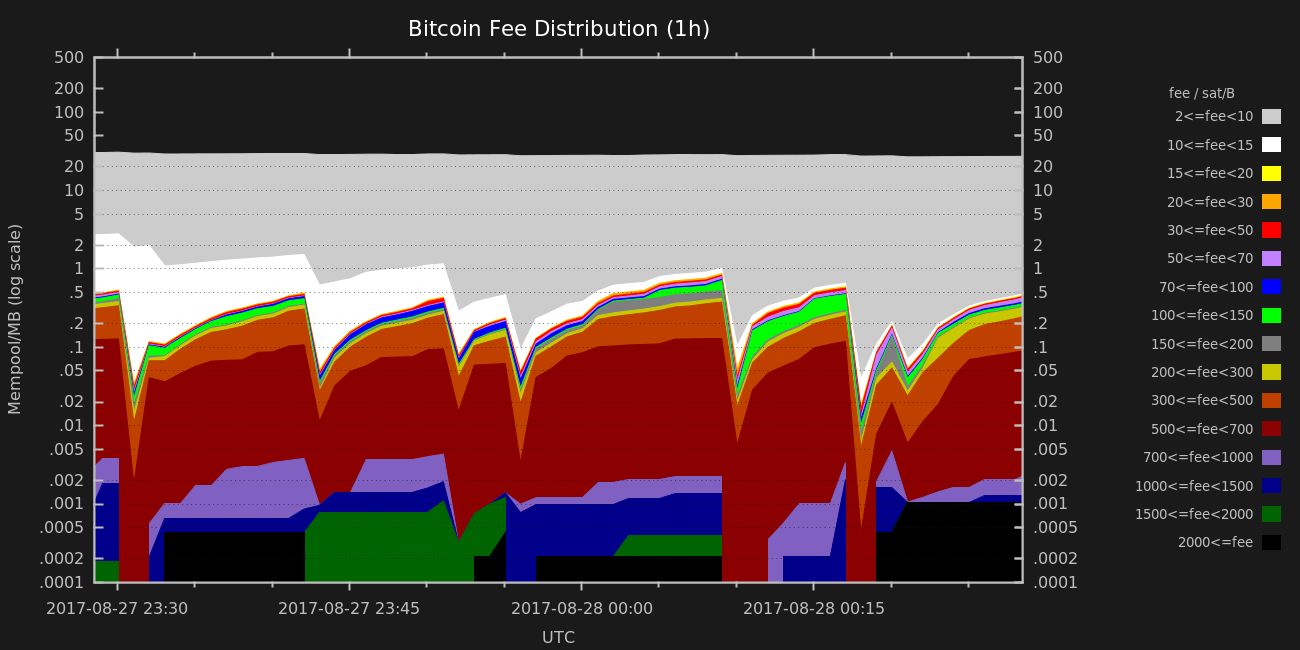 Bitcoin Fee Distribution (1h)
500 500
200 200
100 100
50 50
20 20
10 10
5 5
2 2
1 1
.5 .5
.2 .2
.1 .1
.05 .05
.02 .02
.01 .01
.005 .005
.002 .002
.001 .001
.0005 .0005
.0002 .0002
.0001 .0001
Mempool/MB (log scale)
2017-08-27 23:30 2017-08-27 23:45 2017-08-28 00:00 2017-08-28 00:15
UTC
fee / sat/B
2<=fee<10
10<=fee<15
15<=fee<20
20<=fee<30
30<=fee<50
50<=fee<70
70<=fee<100
100<=fee<150
150<=fee<200
200<=fee<300
300<=fee<500
500<=fee<700
700<=fee<1000
1000<=fee<1500
1500<=fee<2000
2000<=fee